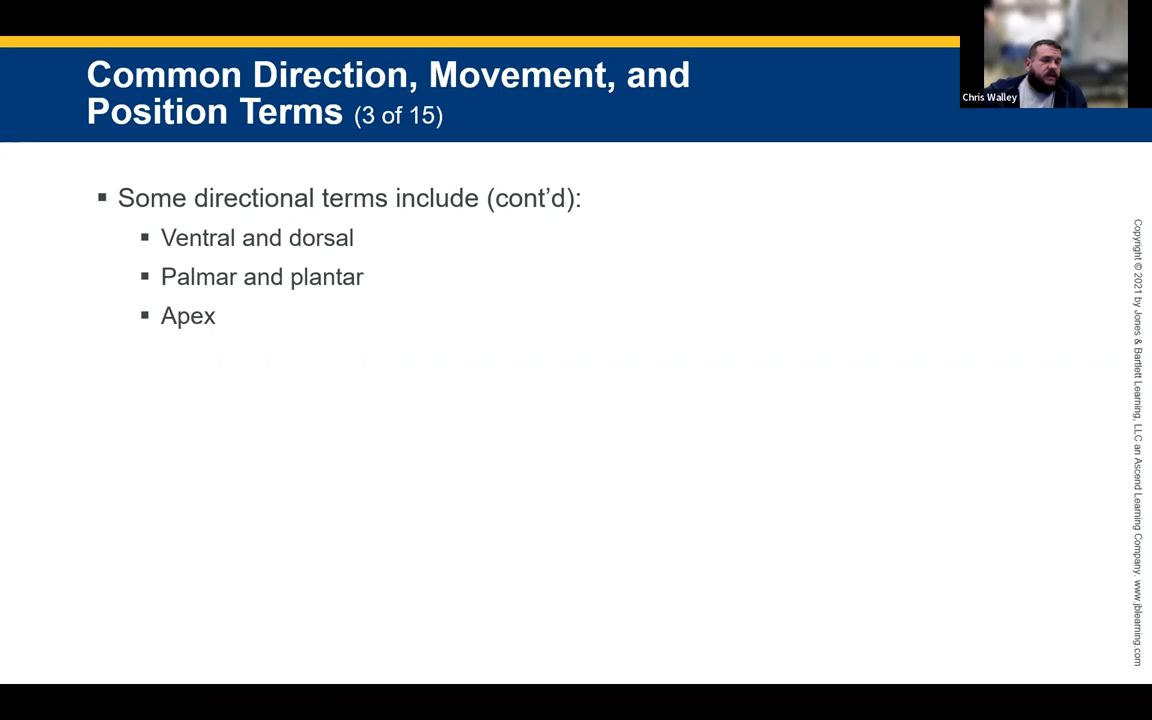 Common Direction, Movement, and
Position Terms (3 of 15)
Chris Walley
▪ Some directional terms include (cont’d):
▪ Ventral and dorsal
▪ Palmar and plantar
▪ Apex
Copyright © 2021 by Jones & Bartlett Learning, LLC an Ascend Learning Company. www.jblearning.com